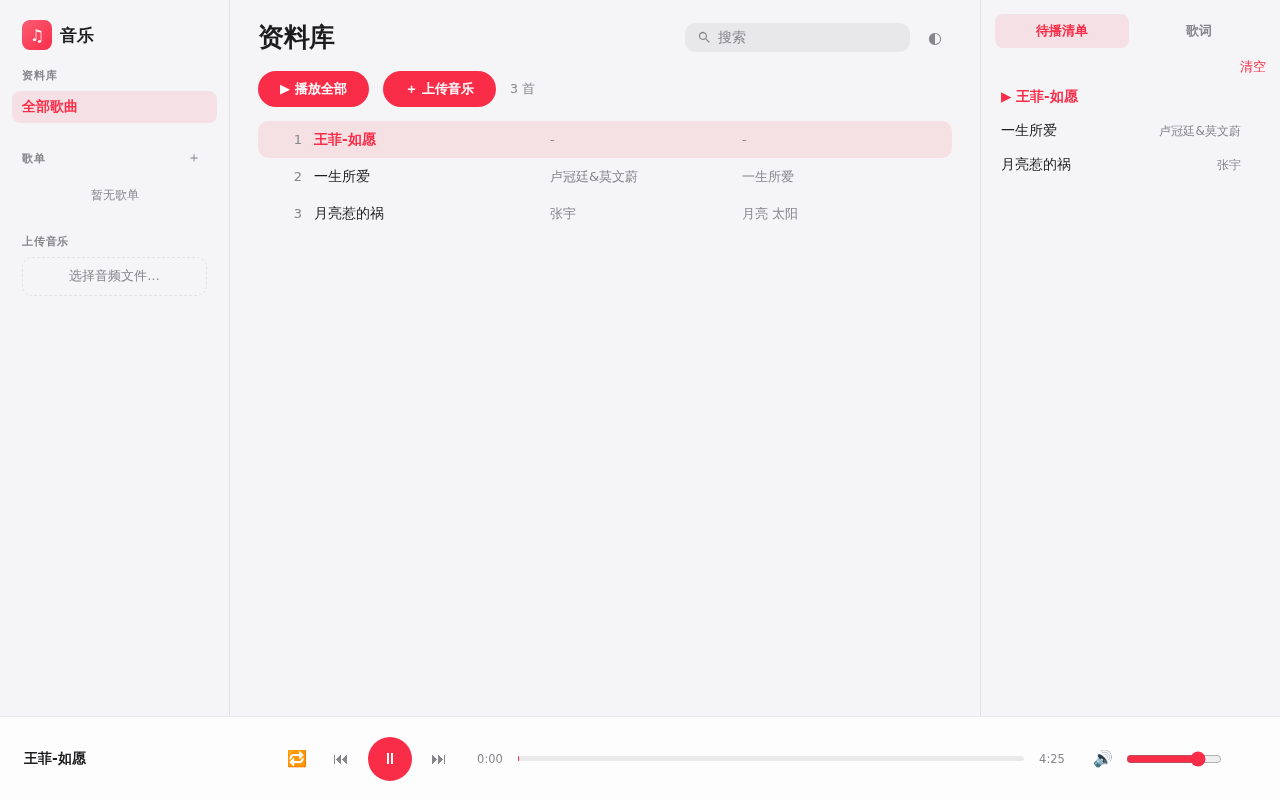 音乐
资料库
全部歌曲
歌单 +
暂无歌单
上传音乐
选择音频文件…
资料库
搜索
▶ 播放全部
+ 上传音乐
3 首
1 王菲-如愿 - -
2 一生所爱 卢冠廷&莫文蔚 一生所爱
3 月亮惹的祸 张宇 月亮 太阳
待播清单 歌词
清空
▶ 王菲-如愿
一生所爱 卢冠廷&莫文蔚
月亮惹的祸 张宇
王菲-如愿
0:00
4:25